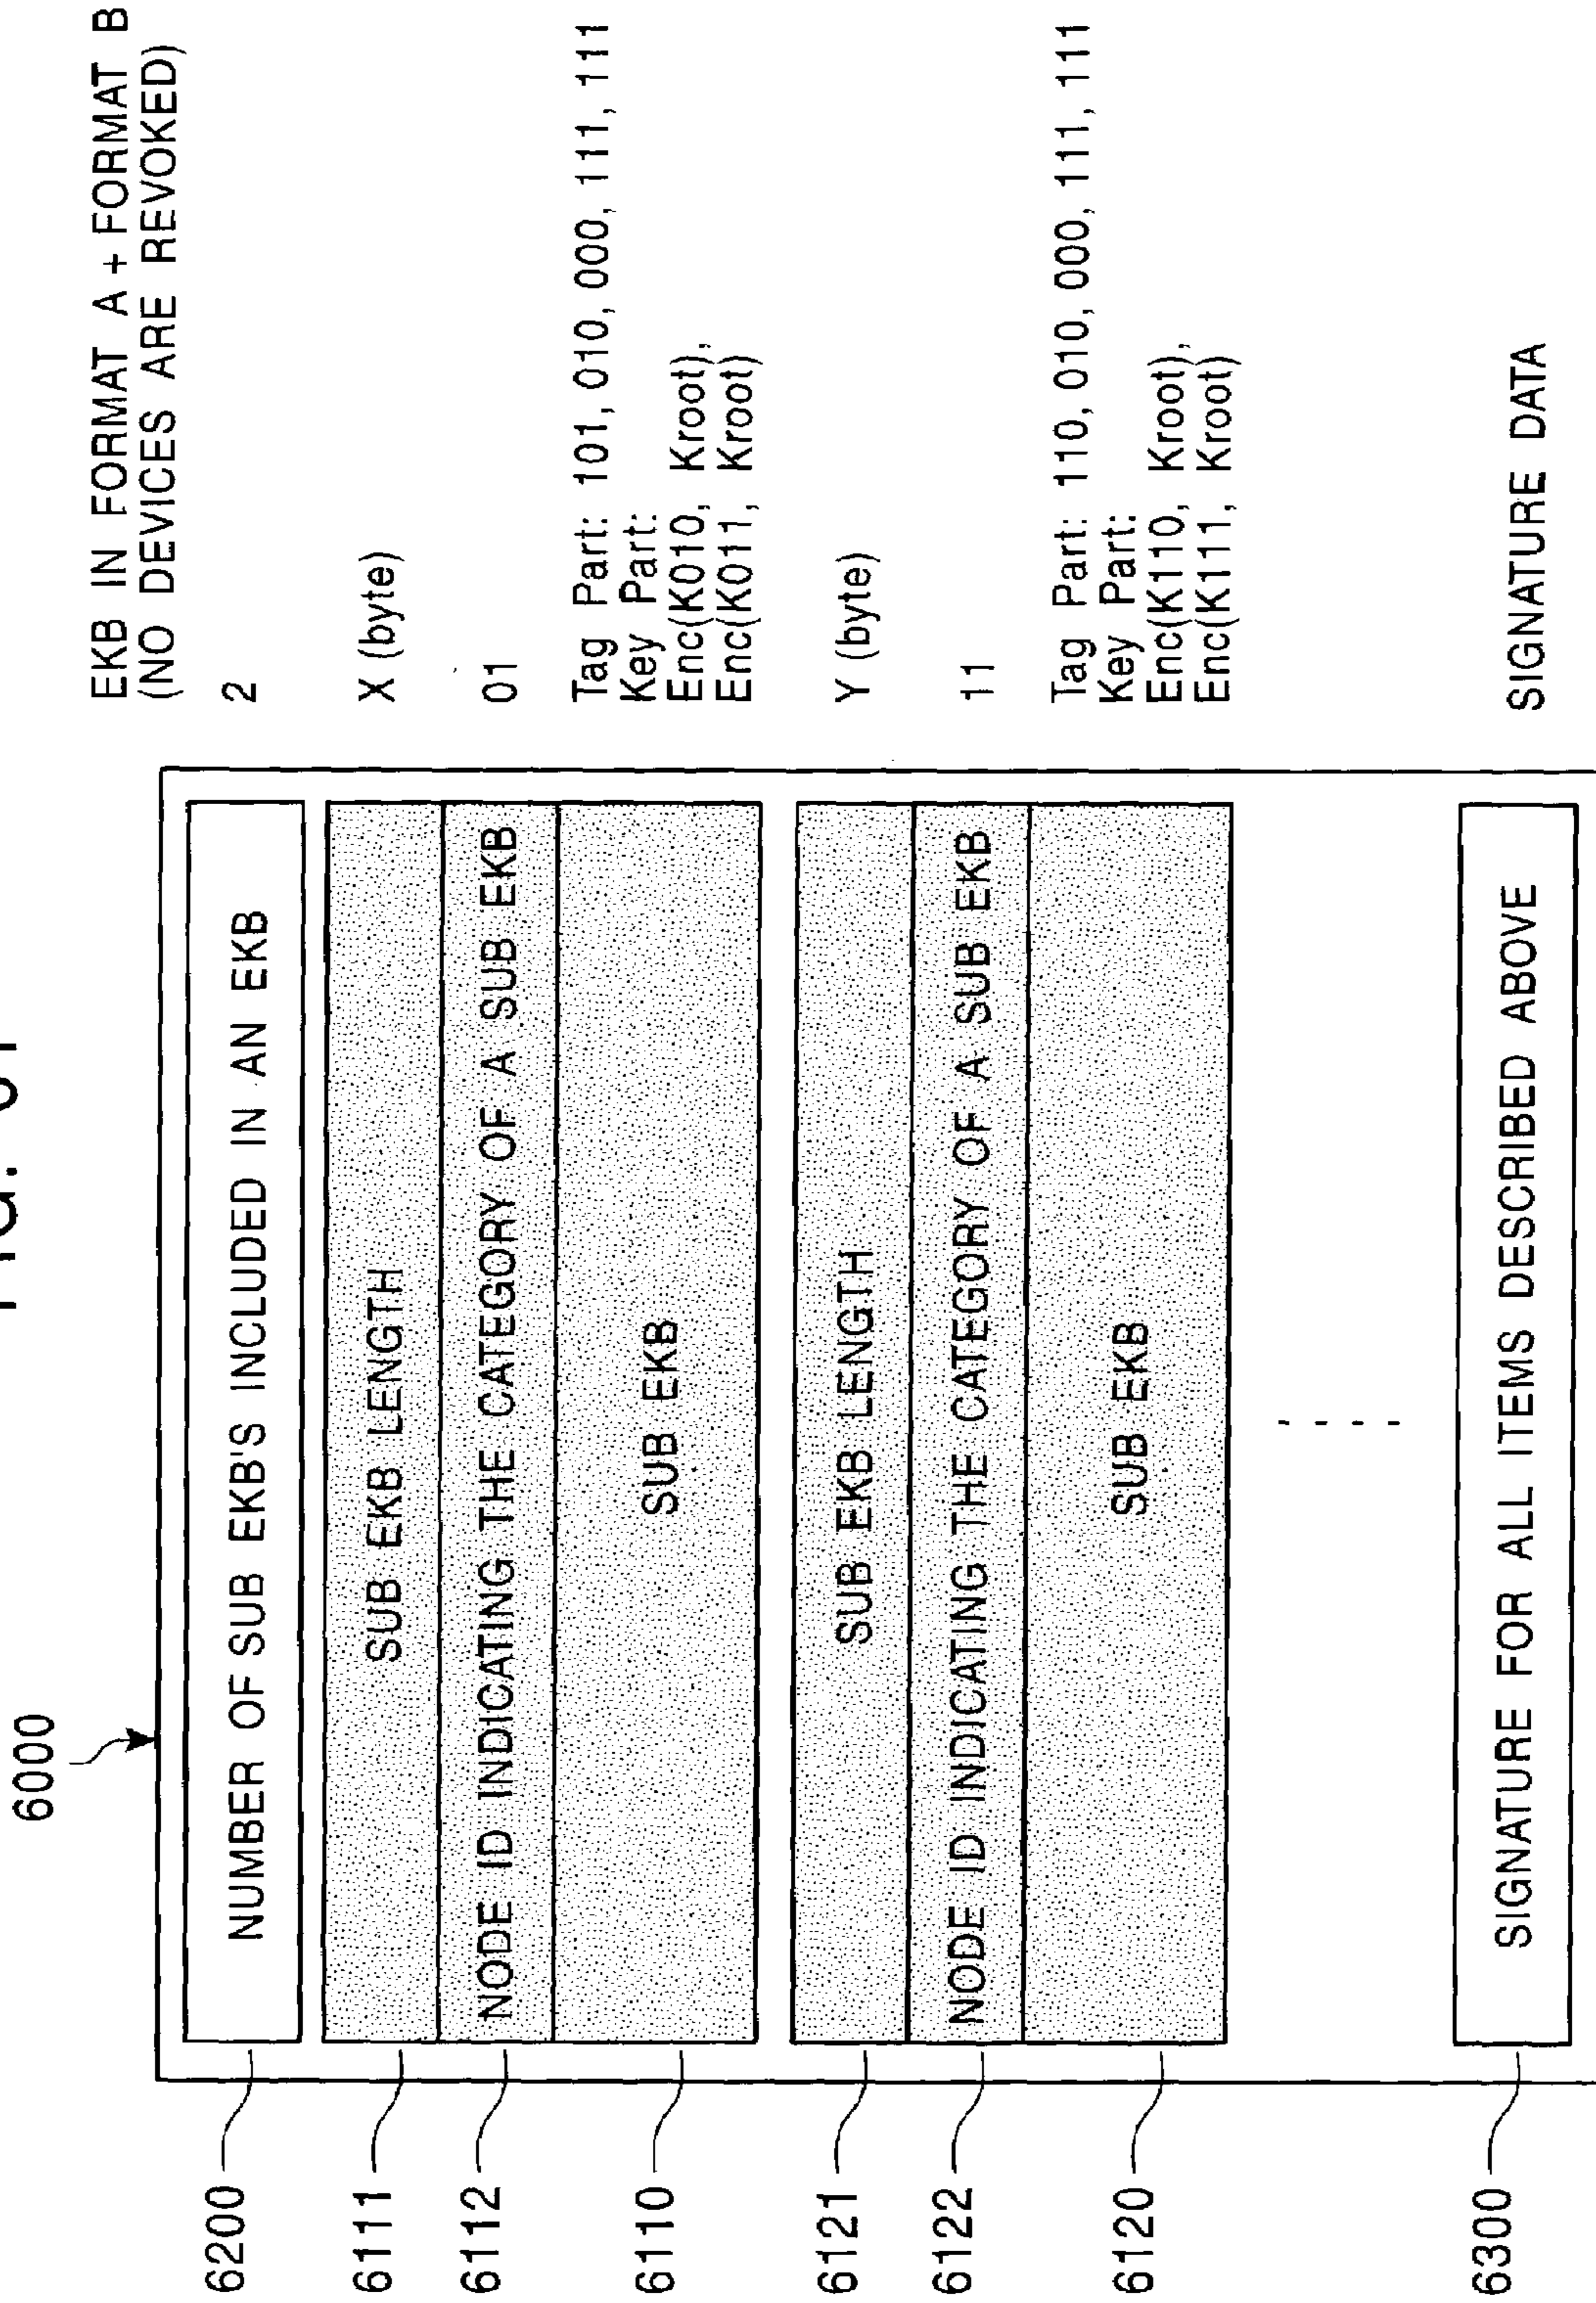 FIG.
6000
EKB IN FORMAT A + FORMAT B
(NO DEVICES ARE REVOKED)
6200
NUMBER OF SUB EKB'S INCLUDED IN AN EKB
2
6111
SUB EKB LENGTH
X (byte)
6112
NODE ID INDICATING THE CATEGORY OF A SUB EKB
01
6110
SUB EKB
Tag Part: 101, 010, 000, 111, 111
Key Part:
Enc(K010, Kroot),
Enc(K011, Kroot)
6121
SUB EKB LENGTH
Y (byte)
6122
NODE ID INDICATING THE CATEGORY OF A SUB EKB
11
6120
SUB EKB
Tag Part: 110, 010, 000, 111, 111
Key Part:
Enc(K110, Kroot),
Enc(K111, Kroot)
6300
SIGNATURE FOR ALL ITEMS DESCRIBED ABOVE
SIGNATURE DATA